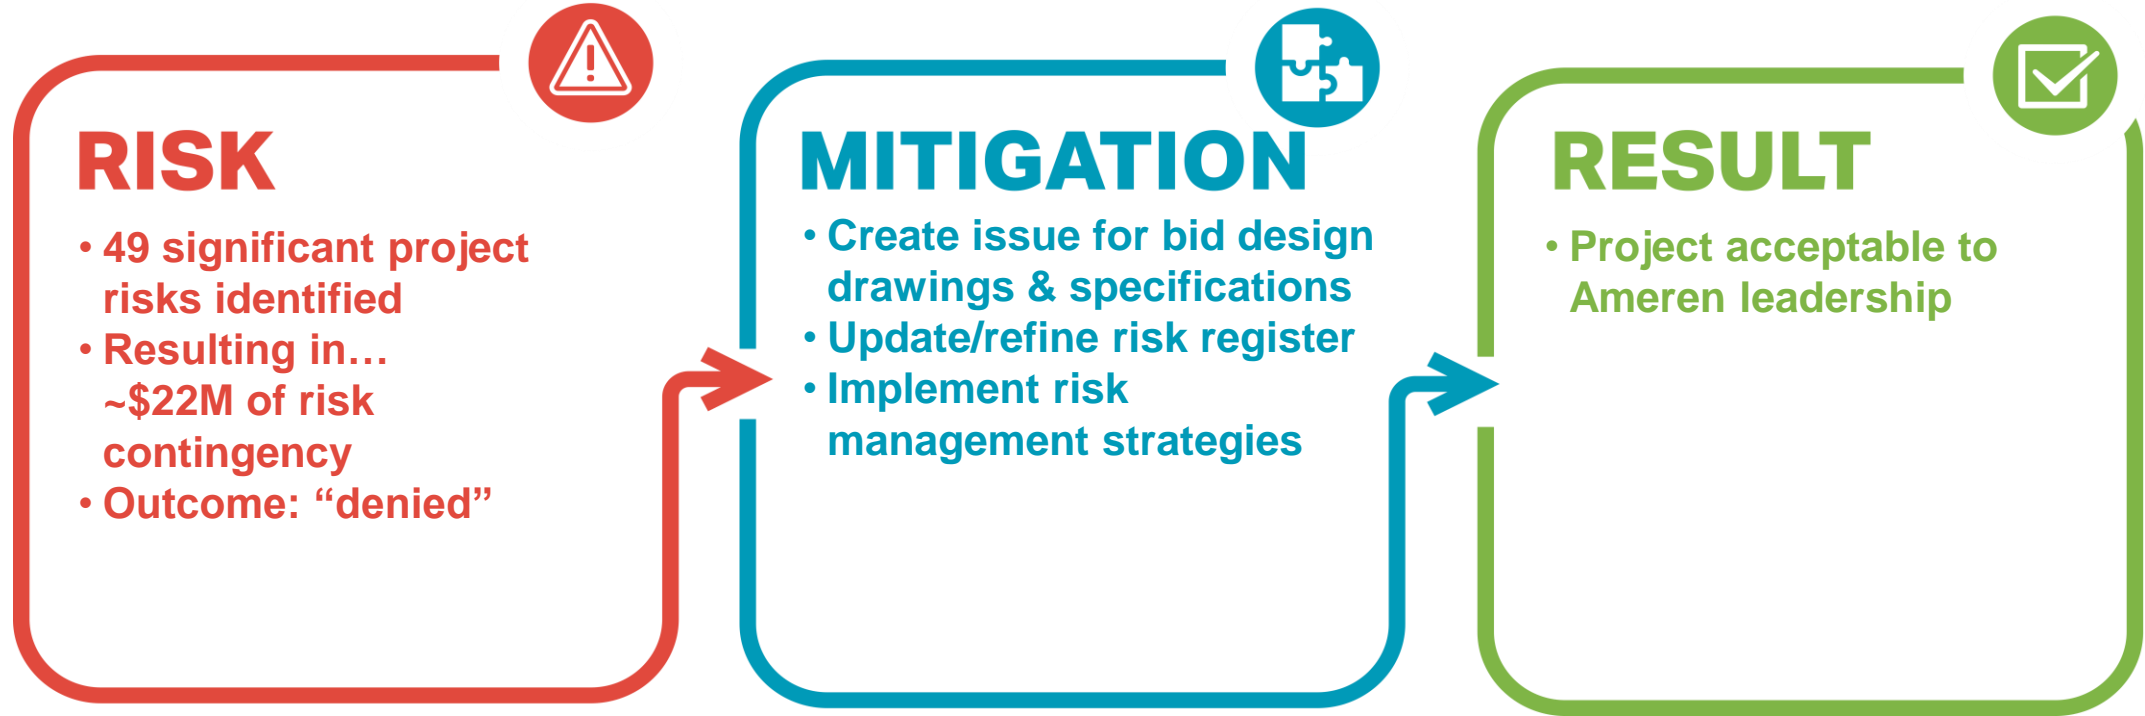 RISK
• 49 significant project
risks identified
• Resulting in…
~$22M of risk
contingency
• Outcome: “denied”
MITIGATION
• Create issue for bid design
drawings & specifications
• Update/refine risk register
• Implement risk
management strategies
RESULT
• Project acceptable to
Ameren leadership